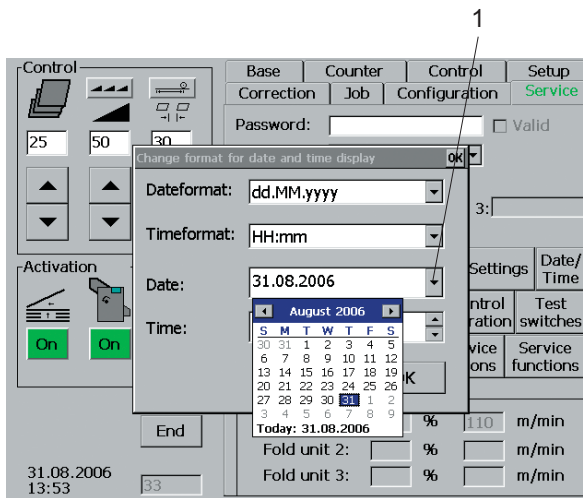 1
Control
Base Counter Control Setup
Correction Job Configuration Service
Password: Valid
25 50 30
Change format for date and time display OK
Dateformat: dd.MM.yyyy
3:
Timeformat: HH:mm
Activation
Settings Date/
Time
Date: 31.08.2006
August 2006
Time:
ntrol Test
ration switches
S M T W T F S
30 31 1 2 3 4 5
6 7 8 9 10 11 12
On On
vice Service
ons functions
13 14 15 16 17 18 19
20 21 22 23 24 25 26
K
27 28 29 30 31 1 2
3 4 5 6 7 8 9
Today: 31.08.2006
End
% 110 m/min
Fold unit 2: % m/min
Fold unit 3: % m/min
31.08.2006
13:53
33